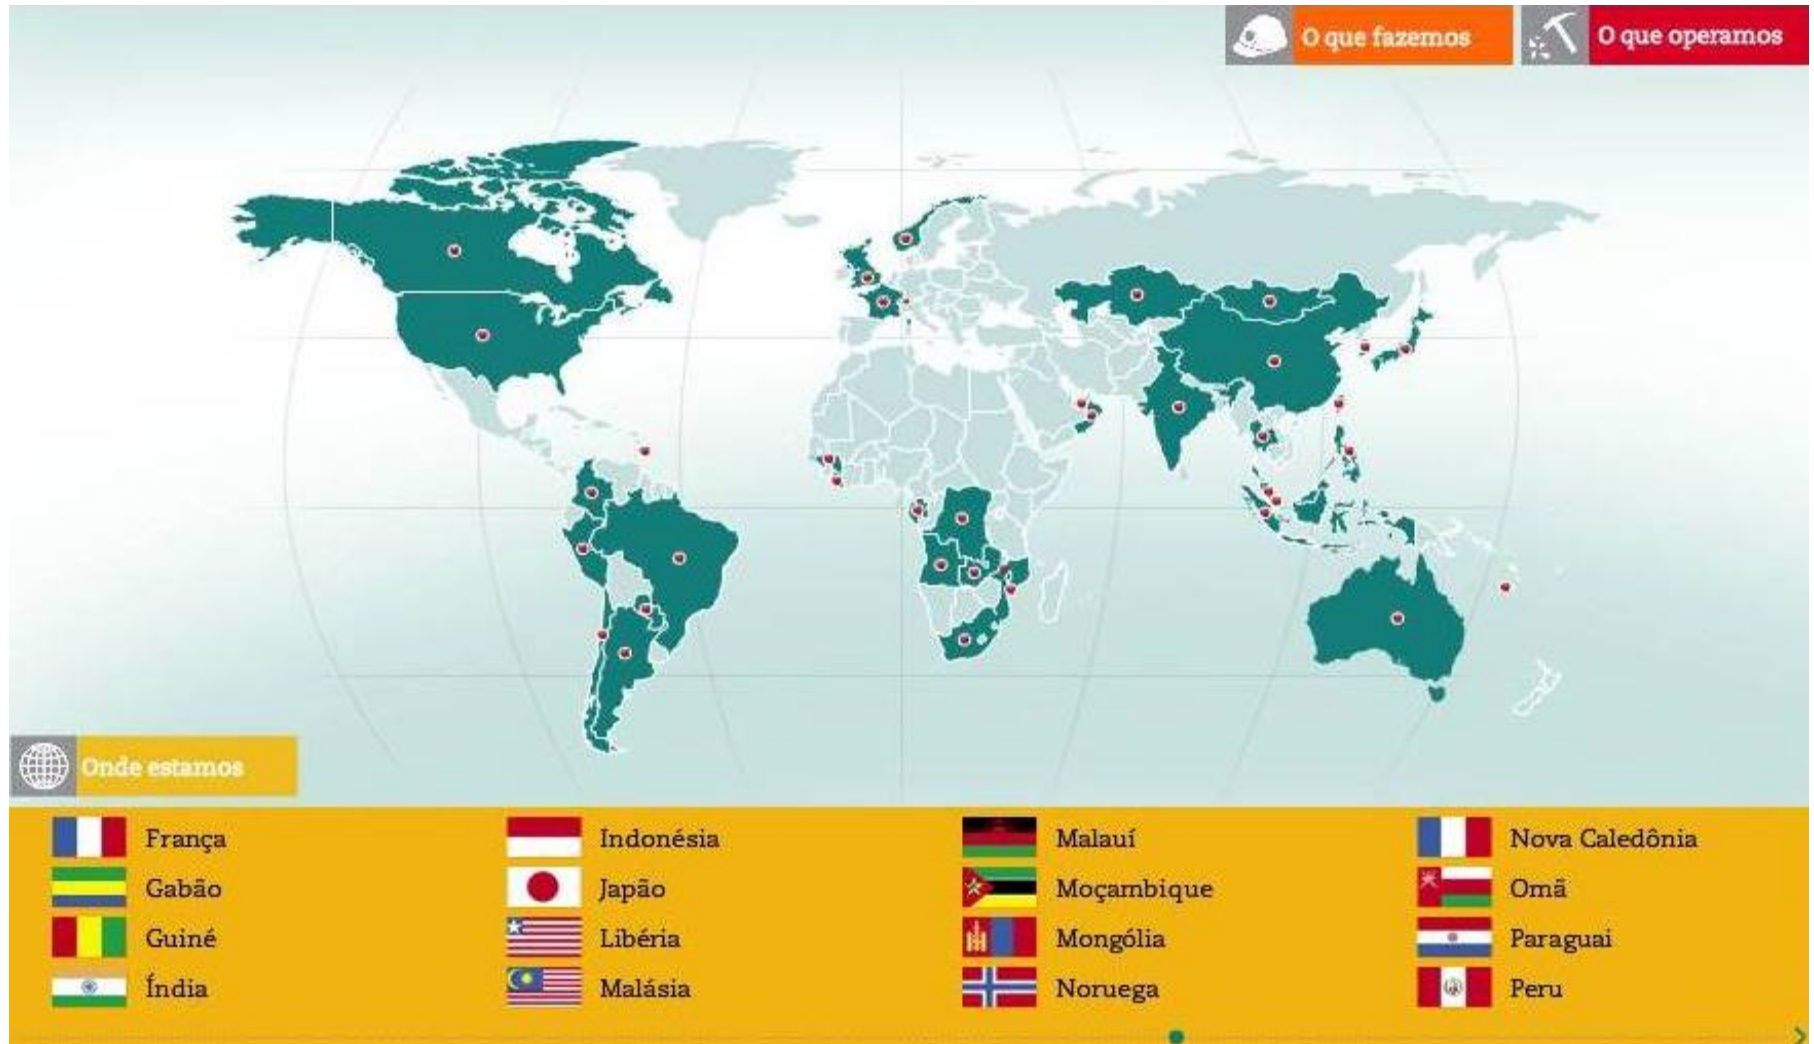 O que fazemos
O que operamos
Onde estamos
França
Indonésia
Malauí
Nova Caledônia
Gabão
Japão
Moçambique
Omã
Guiné
Libéria
Mongólia
Paraguai
Índia
Malásia
Noruega
Peru